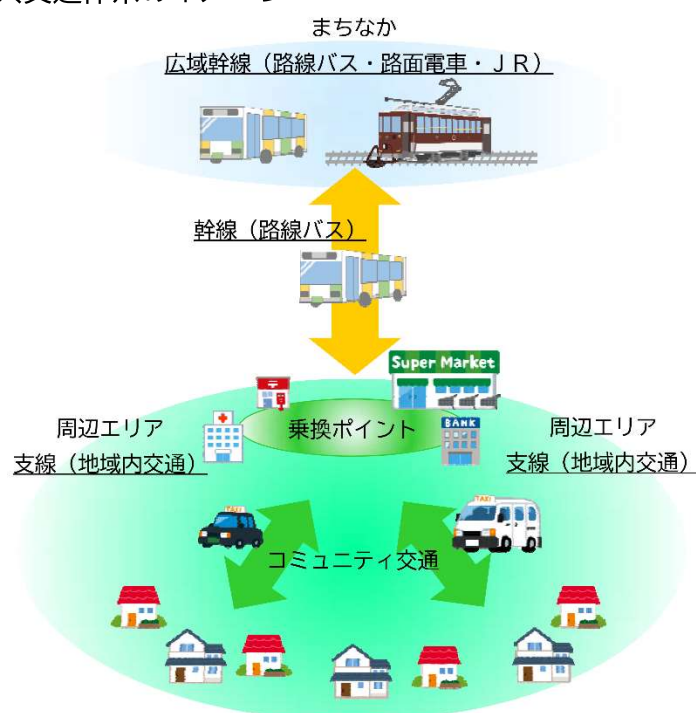 まちなか
広域幹線（路線バス・路面電車・ＪＲ）
幹線（路線バス）
Super Market
〒
BANK
乗換ポイント
周辺エリア
支線（地域内交通）
周辺エリア
支線（地域内交通）
TAXI
TAXI
コミュニティ交通